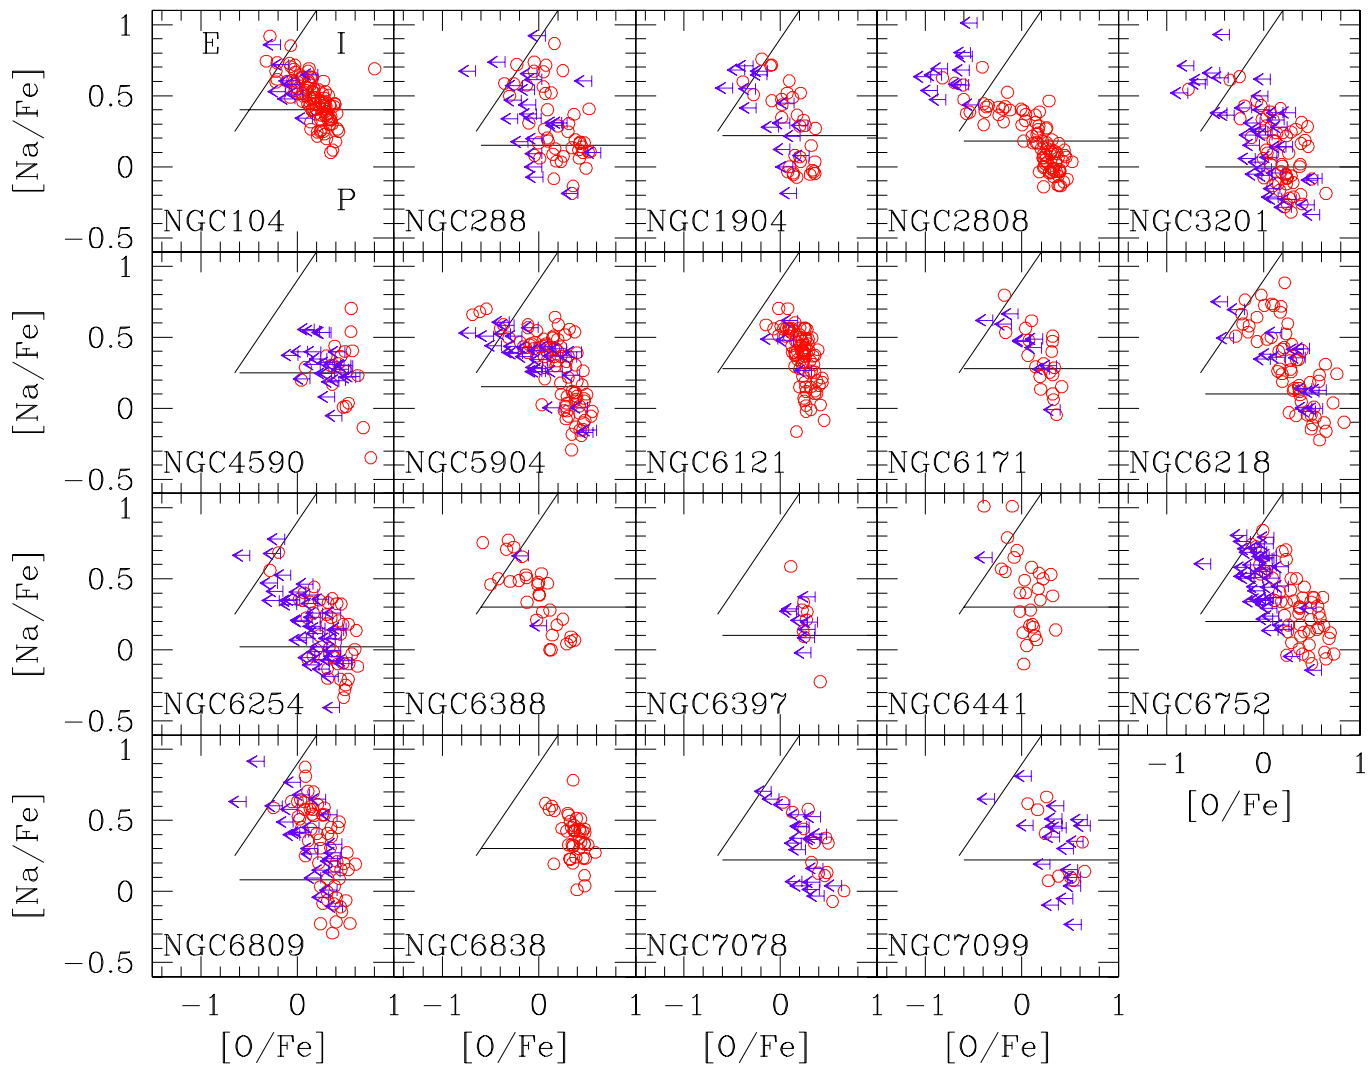 [Na/Fe] 1 0.5 0 −0.5
E I P
NGC104 NGC288 NGC1904 NGC2808 NGC3201
[Na/Fe] 1 0.5 0 −0.5
NGC4590 NGC5904 NGC6121 NGC6171 NGC6218
[Na/Fe] 1 0.5 0 −0.5
NGC6254 NGC6388 NGC6397 NGC6441 NGC6752
−1 0 1
[O/Fe]
[Na/Fe] 1 0.5 0 −0.5
NGC6809 NGC6838 NGC7078 NGC7099
−1 0 1 −1 0 1 −1 0 1 −1 0 1
[O/Fe] [O/Fe] [O/Fe] [O/Fe]